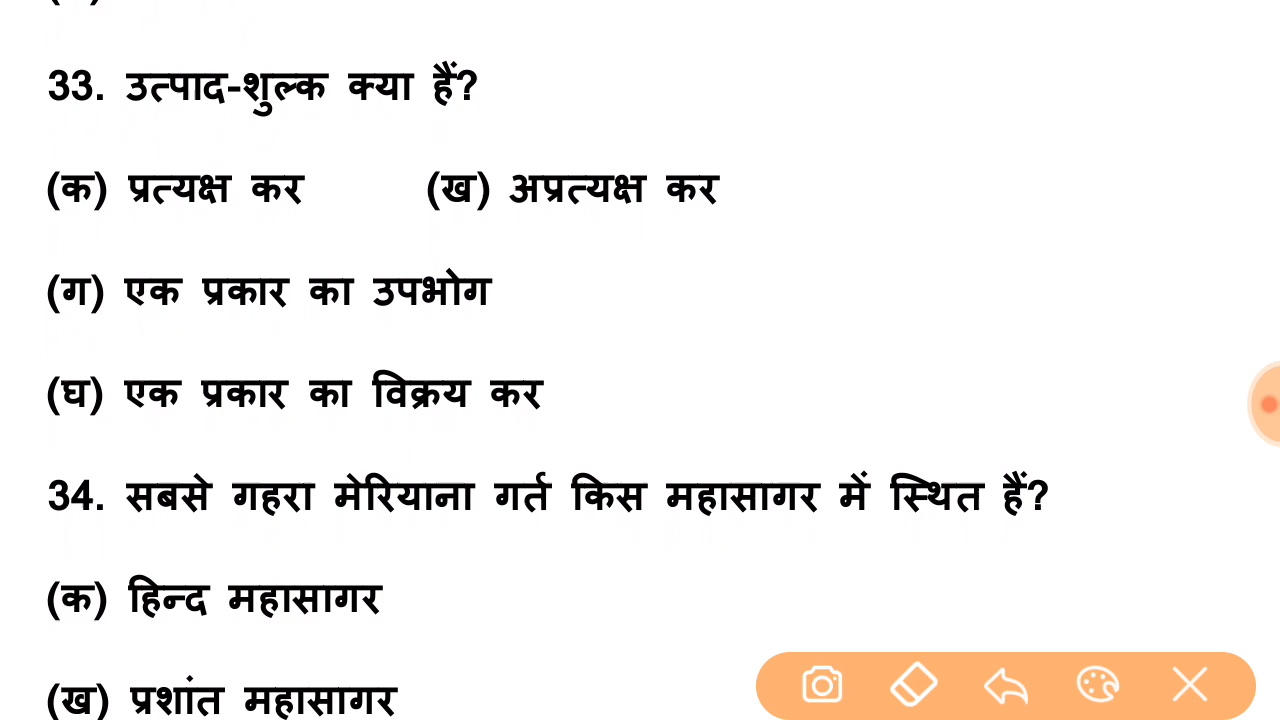 33. उत्पाद-शुल्क क्या हैं?
(क) प्रत्यक्ष कर (ख) अप्रत्यक्ष कर
(ग) एक प्रकार का उपभोग
(घ) एक प्रकार का विक्रय कर
34. सबसे गहरा मेरियाना गर्त किस महासागर में स्थित हैं?
(क) हिन्द महासागर
(ख) प्रशांत महासागर